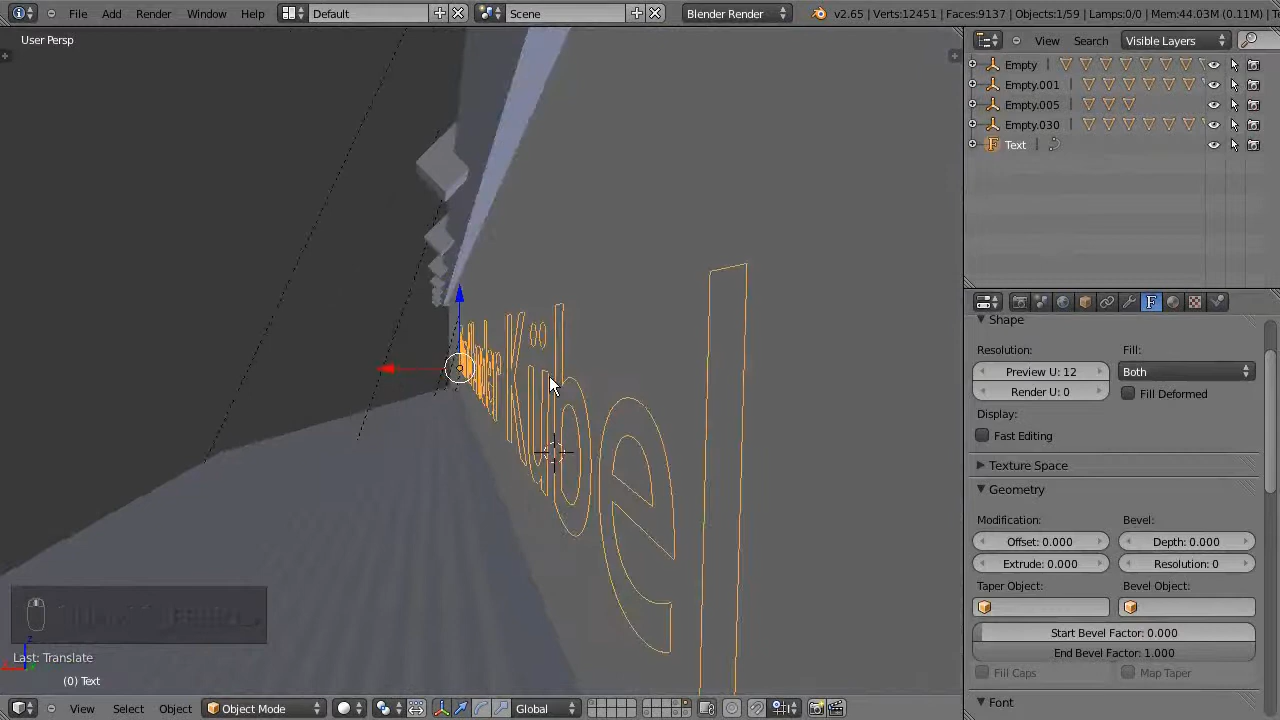 File Add Render Window Help Default Scene Blender Render v2.65 | Verts:12451 | Faces:9137 | Objects:1/59 | Lamps:0/0 | Mem:44.03M (0.11M) |
User Persp
View Search Visible Layers
Empty
Empty.001
Empty.005
Empty.030
Text
Shape
Resolution: Fill:
Preview U: 12 Both
Render U: 0 Fill Deformed
Display:
Fast Editing
Texture Space
Geometry
Modification: Bevel:
Offset: 0.000 Depth: 0.000
Extrude: 0.000 Resolution: 0
Taper Object: Bevel Object:
Start Bevel Factor: 0.000
End Bevel Factor: 1.000
Fill Caps Map Taper
Font
Kübel
Last: Translate
(0) Text
View Select Object Object Mode Global